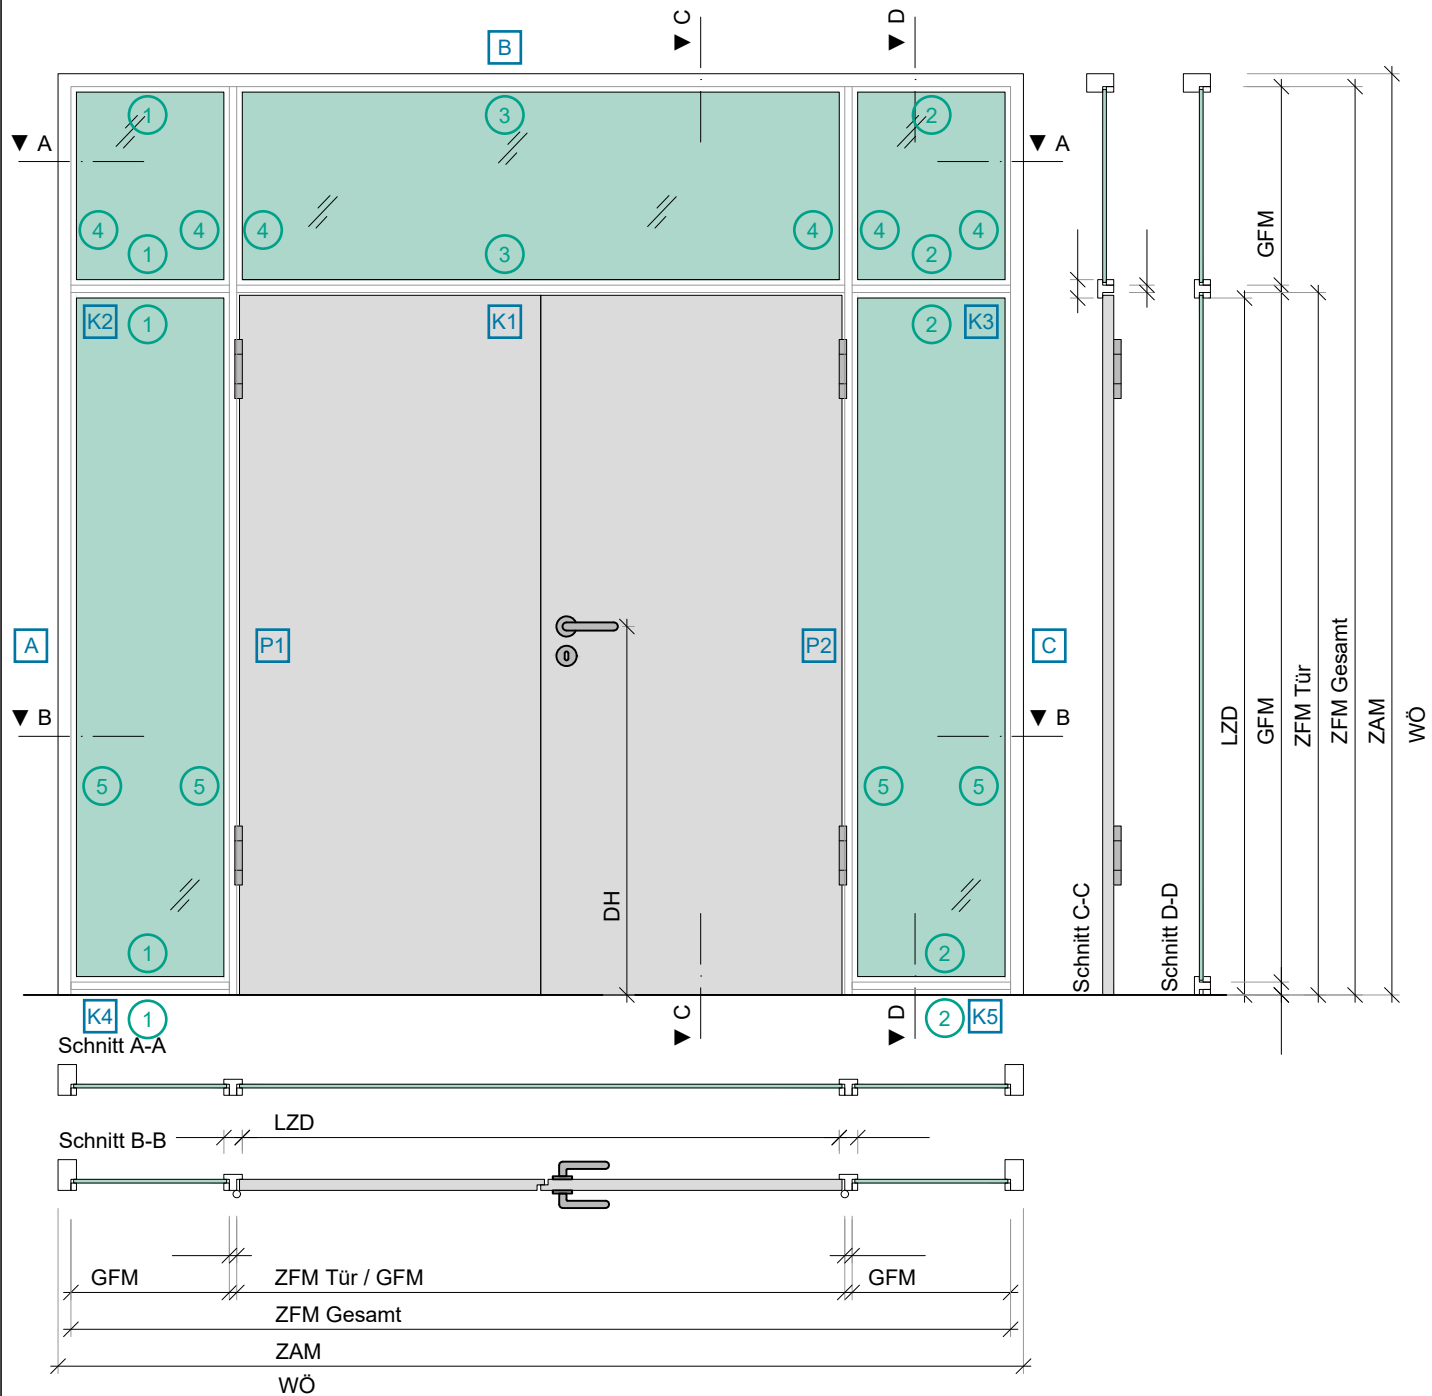 C
D
B
1
3
2
▼ A
▼ A
4
4
4
4
4
4
1
3
2
GFM
K2
1
K1
2
K3
A
P1
P2
C
▼ B
▼ B
5
5
5
5
DH
1
2
Schnitt C-C
Schnitt D-D
LZD
GFM
ZFM Tür
ZFM Gesamt
ZAM
WÖ
K4
1
C
D
2
K5
Schnitt A-A
LZD
Schnitt B-B
GFM
ZFM Tür / GFM
GFM
ZFM Gesamt
ZAM
WÖ